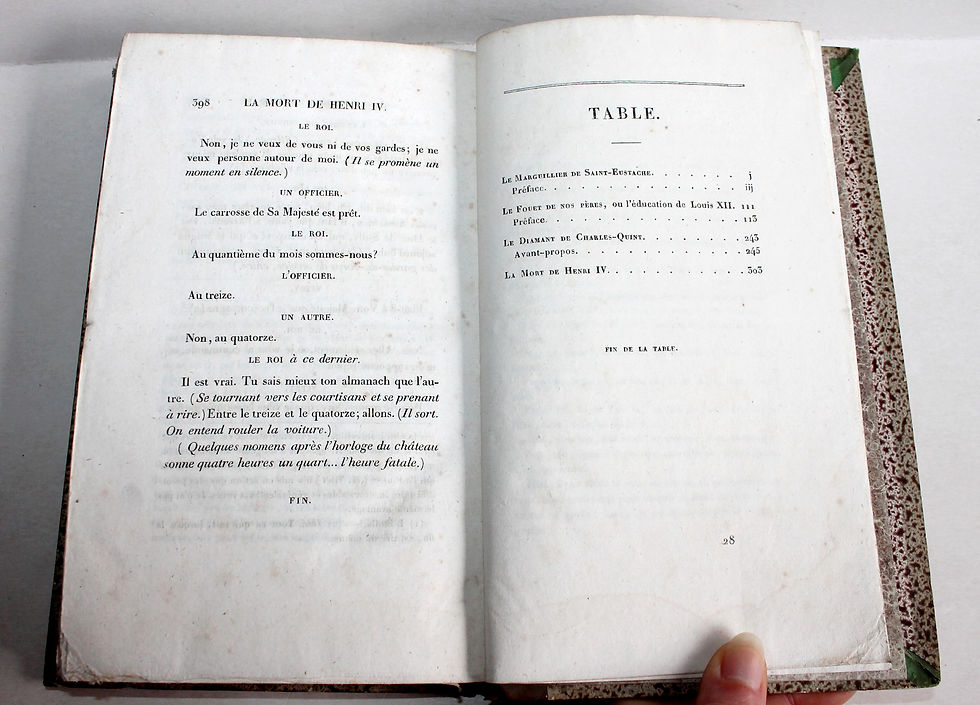 398 LA MORT DE HENRI IV.
LE ROI.
Non, je ne veux de vous ni de vos gardes; je ne
veux personne autour de moi. (Il se promène un
moment en silence.)
UN OFFICIER.
Le carrosse de Sa Majesté est prêt.
LE ROI.
Au quantième du mois sommes-nous?
L'OFFICIER.
Au treize.
UN AUTRE.
Non, au quatorze.
LE ROI à ce dernier.
Il est vrai. Tu sais mieux ton almanach que l'au-
tre. (Se tournant vers les courtisans et se prenant
à rire.) Entre le treize et le quatorze; allons. (Il sort.
On entend rouler la voiture.)
( Quelques momens après l'horloge du château
sonne quatre heures un quart... l'heure fatale.)
FIN.
TABLE.
LE MARGUILLIER DE SAINT-EUSTACHE. . . . . . . j
Préface. . . . . . . . . . . . . . . iij
LE FOUET DE NOS PÈRES, ou l'éducation de Louis XII. 111
Préface. . . . . . . . . . . . . . . 113
LE DIAMANT DE CHARLES-QUINT. . . . . . . . 243
Avant-propos. . . . . . . . . . . . . 245
LA MORT DE HENRI IV. . . . . . . . . . . 303
FIN DE LA TABLE.
28